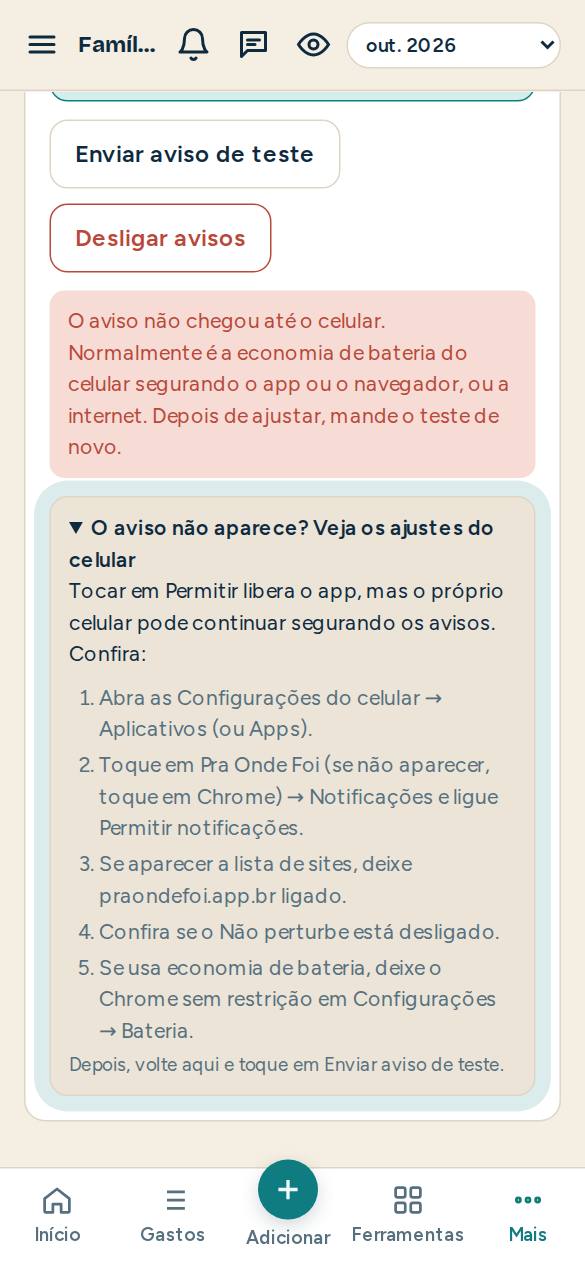 Famíl...
out. 2026
Enviar aviso de teste
Desligar avisos
O aviso não chegou até o celular.
Normalmente é a economia de bateria do
celular segurando o app ou o navegador, ou a
internet. Depois de ajustar, mande o teste de
novo.
▼ O aviso não aparece? Veja os ajustes do
celular
Tocar em Permitir libera o app, mas o próprio
celular pode continuar segurando os avisos.
Confira:
1. Abra as Configurações do celular →
Aplicativos (ou Apps).
2. Toque em Pra Onde Foi (se não aparecer,
toque em Chrome) → Notificações e ligue
Permitir notificações.
3. Se aparecer a lista de sites, deixe
praondefoi.app.br ligado.
4. Confira se o Não perturbe está desligado.
5. Se usa economia de bateria, deixe o
Chrome sem restrição em Configurações
→ Bateria.
Depois, volte aqui e toque em Enviar aviso de teste.
Início
Gastos
Adicionar
Ferramentas
Mais